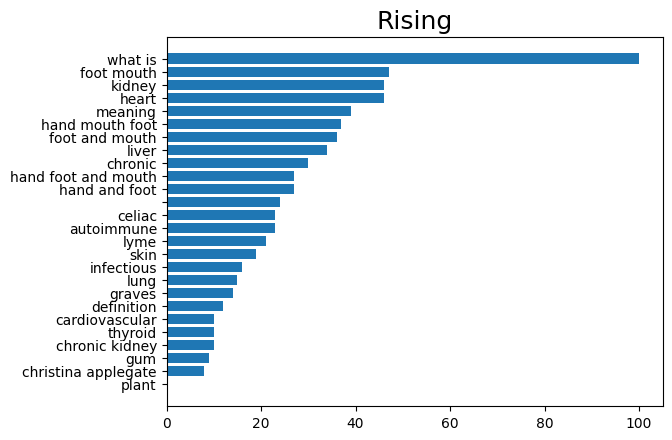 Rising
what is
foot mouth
kidney
heart
meaning
hand mouth foot
foot and mouth
liver
chronic
hand foot and mouth
hand and foot
celiac
autoimmune
lyme
skin
infectious
lung
graves
definition
cardiovascular
thyroid
chronic kidney
gum
christina applegate
plant
0 20 40 60 80 100